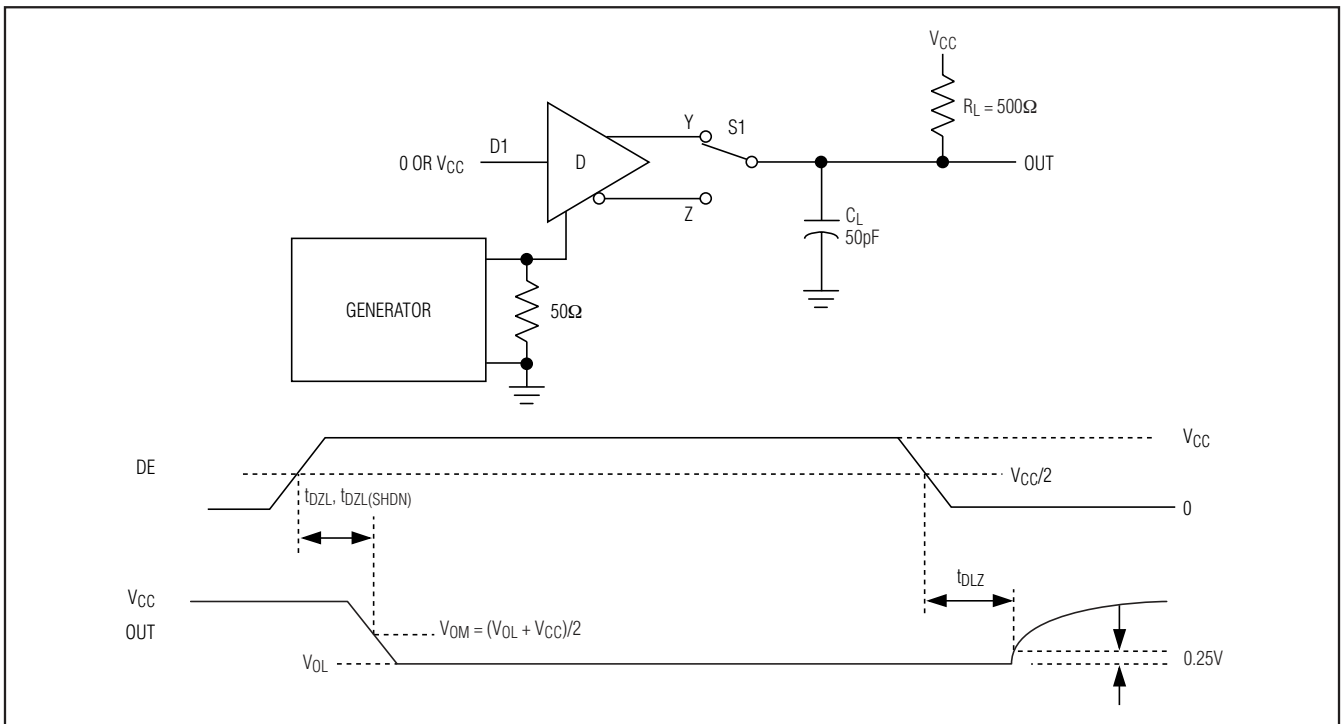 VCC
RL = 500Ω
Y
S1
D1
0 OR VCC
D
OUT
Z
CL
50pF
GENERATOR
50Ω
VCC
DE
VCC/2
tDZL, tDZL(SHDN)
0
tDLZ
VCC
OUT
VOM = (VOL + VCC)/2
VOL
0.25V